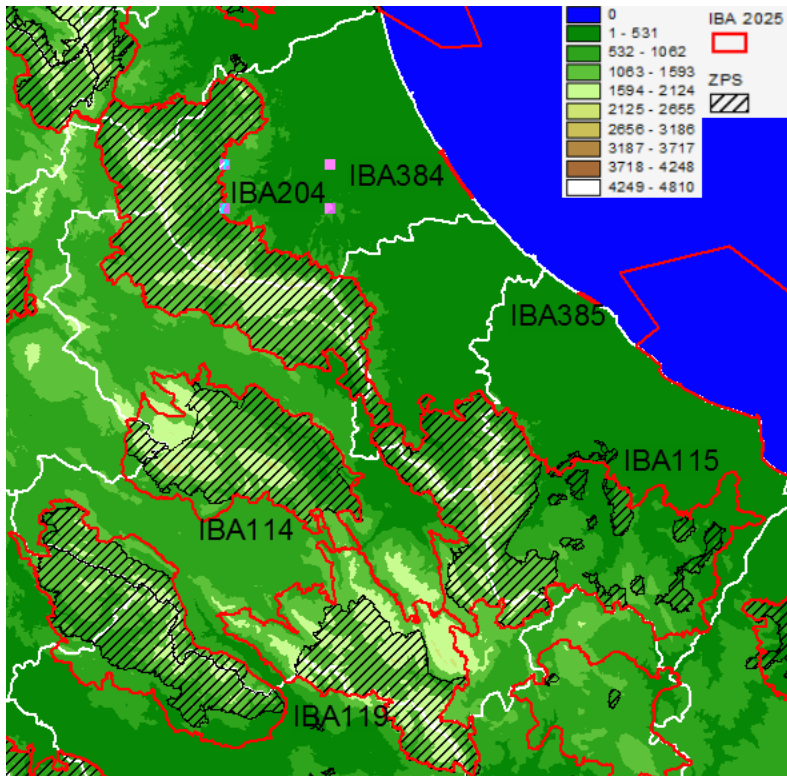 0
1 - 531
532 - 1062
1063 - 1593
1594 - 2124
2125 - 2655
2656 - 3186
3187 - 3717
3718 - 4248
4249 - 4810
IBA 2025
ZPS
IBA204
IBA384
IBA385
IBA115
IBA114
IBA119